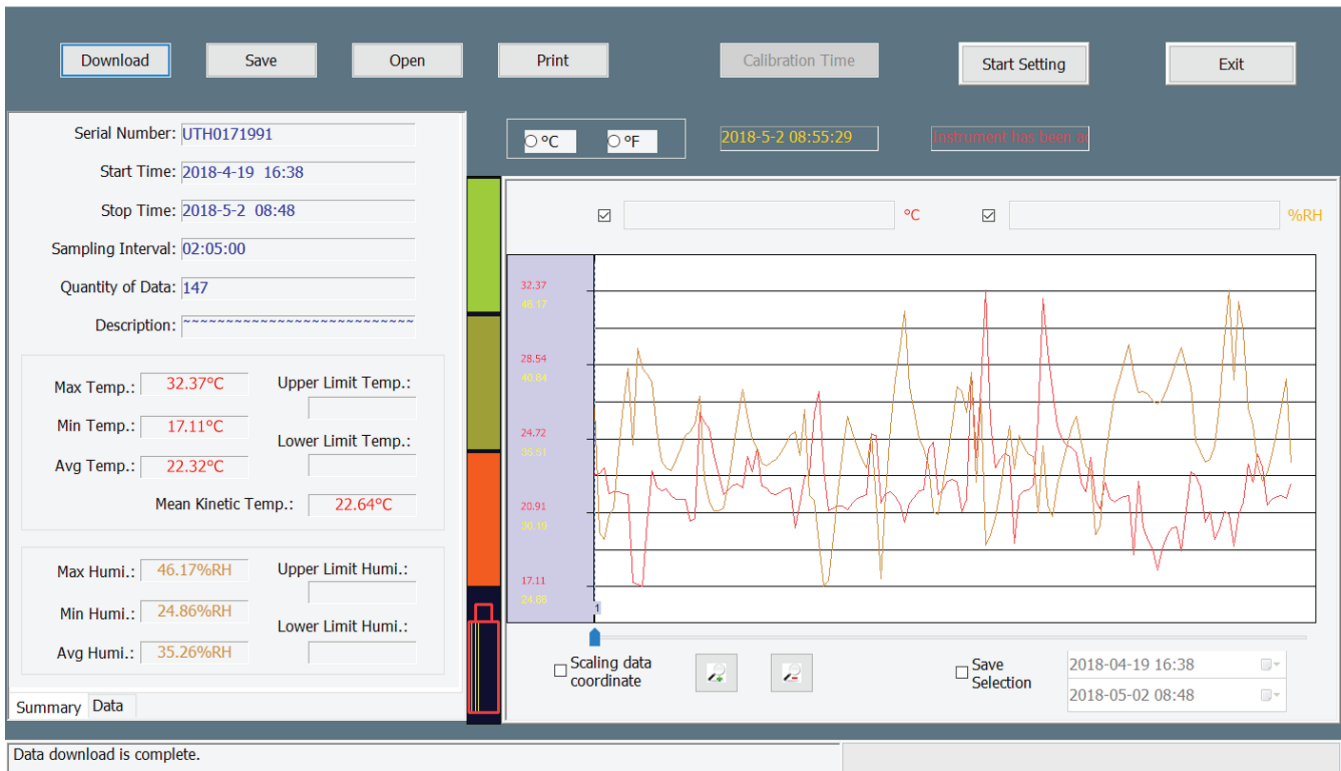 Download Save Open Print Calibration Time Start Setting Exit
Serial Number: UTH0171991
Start Time: 2018-4-19 16:38
Stop Time: 2018-5-2 08:48
Sampling Interval: 02:05:00
Quantity of Data: 147
Description: ~~~~~~~~~~~~~~~~~~~~~~~~~~~
Max Temp.: 32.37°C
Min Temp.: 17.11°C
Avg Temp.: 22.32°C
Upper Limit Temp.:
Lower Limit Temp.:
Mean Kinetic Temp.: 22.64°C
Max Humi.: 46.17%RH
Min Humi.: 24.86%RH
Avg Humi.: 35.26%RH
Upper Limit Humi.:
Lower Limit Humi.:
Summary Data
°C °F 2018-5-2 08:55:29 Instrument has been ac
°C %RH
32.37
46.17
28.54
40.84
24.72
35.51
20.91
30.19
17.11
24.86
1
Scaling data
coordinate
Save
Selection
2018-04-19 16:38
2018-05-02 08:48
Data download is complete.